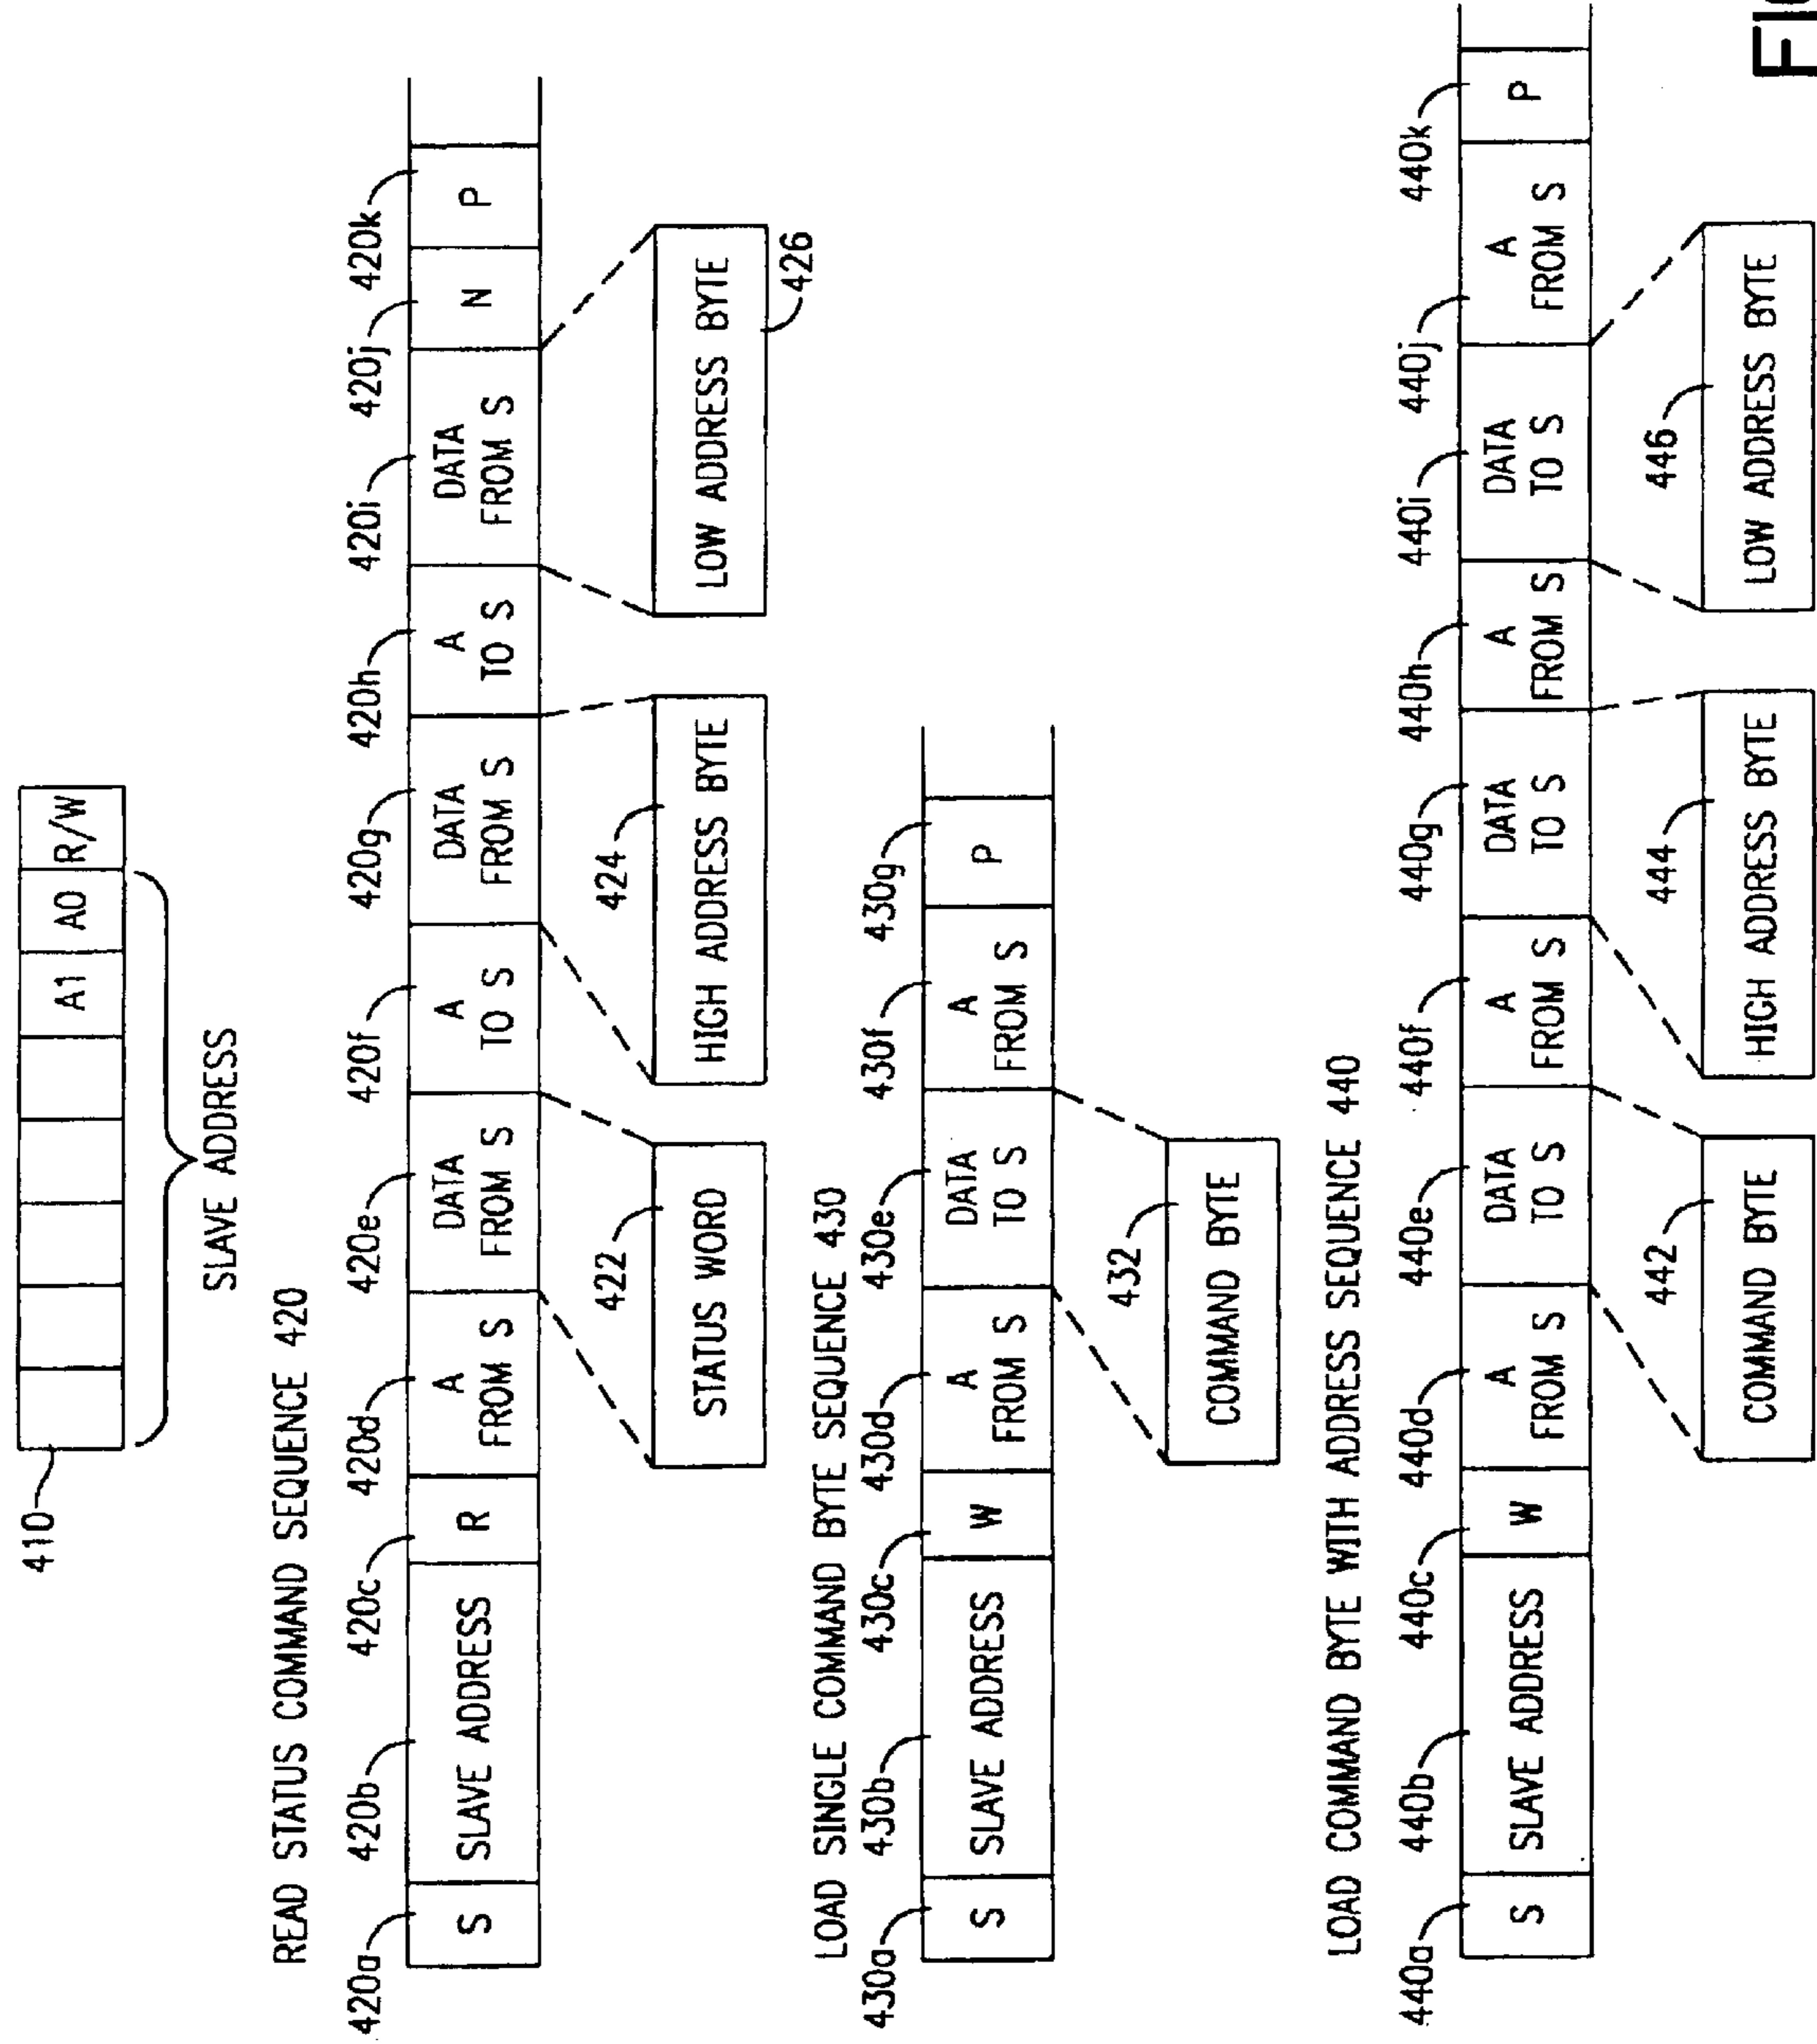 410
A1 A0 R/W
SLAVE ADDRESS
READ STATUS COMMAND SEQUENCE 420
420a 420b 420c 420d 420e 420f 420g 420h 420i 420j 420k
S SLAVE ADDRESS R A FROM S DATA FROM S A TO S DATA FROM S A TO S DATA FROM S N P
422 424
STATUS WORD HIGH ADDRESS BYTE LOW ADDRESS BYTE
426
LOAD SINGLE COMMAND BYTE SEQUENCE 430
430a 430b 430c 430d 430e 430f 430g
S SLAVE ADDRESS W A FROM S DATA TO S A FROM S P
432
COMMAND BYTE
LOAD COMMAND BYTE WITH ADDRESS SEQUENCE 440
440a 440b 440c 440d 440e 440f 440g 440h 440i 440j 440k
S SLAVE ADDRESS W A FROM S DATA TO S A FROM S DATA TO S A FROM S DATA TO S A FROM S P
442 444 446
COMMAND BYTE HIGH ADDRESS BYTE LOW ADDRESS BYTE